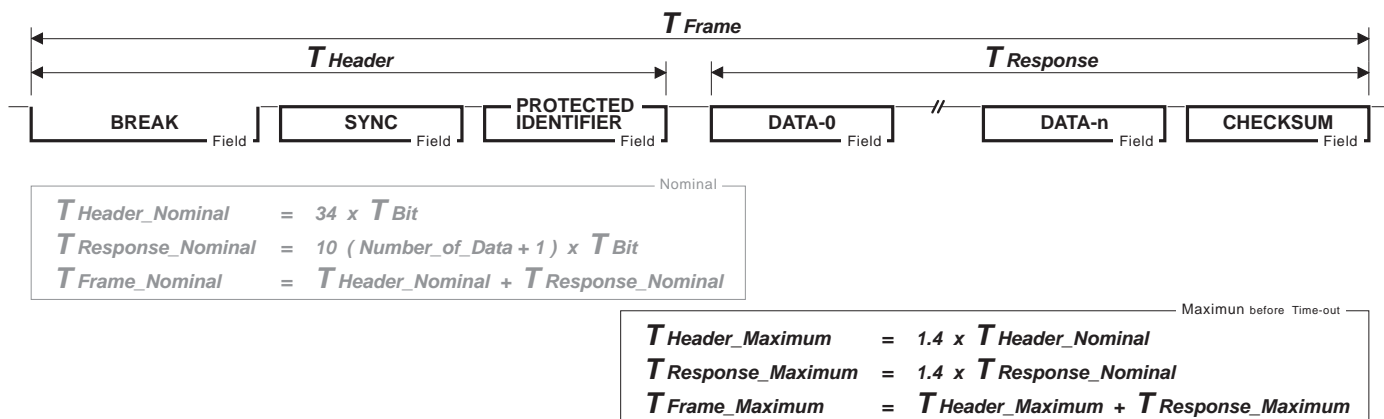 T Frame
T Header T Response
BREAK Field SYNC Field PROTECTED IDENTIFIER Field DATA-0 Field DATA-n Field CHECKSUM Field
Nominal
T Header_Nominal = 34 x T Bit
T Response_Nominal = 10 ( Number_of_Data + 1 ) x T Bit
T Frame_Nominal = T Header_Nominal + T Response_Nominal
Maximun before Time-out
T Header_Maximum = 1.4 x T Header_Nominal
T Response_Maximum = 1.4 x T Response_Nominal
T Frame_Maximum = T Header_Maximum + T Response_Maximum